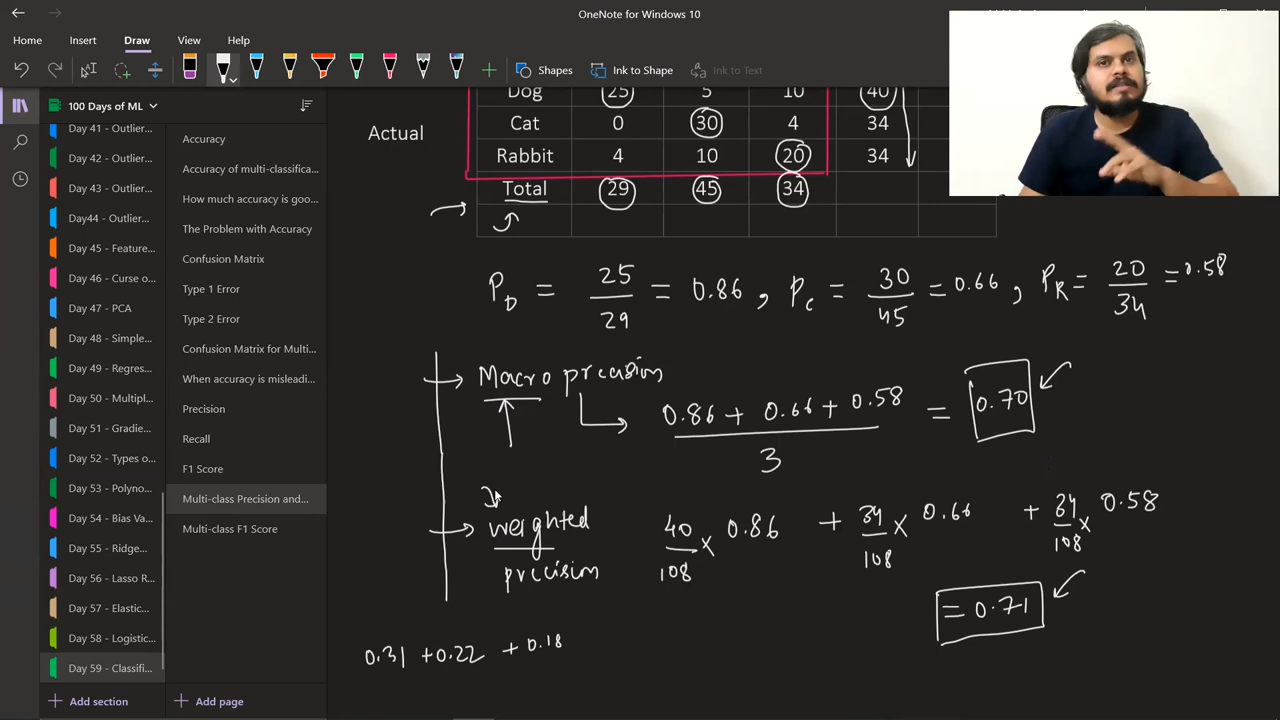 OneNote for Windows 10
Home Insert Draw View Help
Shapes Ink to Shape Ink to Text
100 Days of ML
Day 41 - Outlier...
Day 42 - Outlier...
Day 43 - Outlier...
Day44 - Outlier...
Day 45 - Feature...
Day 46 - Curse o...
Day 47 - PCA
Day 48 - Simple...
Day 49 - Regres...
Day 50 - Multipl...
Day 51 - Gradie...
Day 52 - Types o...
Day 53 - Polyno...
Day 54 - Bias Va...
Day 55 - Ridge...
Day 56 - Lasso R...
Day 57 - Elastic...
Day 58 - Logistic...
Day 59 - Classifi...
Add section
Accuracy
Accuracy of multi-classifica...
How much accuracy is goo...
The Problem with Accuracy
Confusion Matrix
Type 1 Error
Type 2 Error
Confusion Matrix for Multi...
When accuracy is misleadi...
Precision
Recall
F1 Score
Multi-class Precision and...
Multi-class F1 Score
Add page
Actual
Dog 25 5 10 40
Cat 0 30 4 34
Rabbit 4 10 20 34
Total 29 45 34
P_D = 25/29 = 0.86, P_C = 30/45 = 0.66, P_R = 20/34 = 0.58
Macro precision
0.86 + 0.66 + 0.58 / 3 = 0.70
weighted
precision
40/108 × 0.86 + 34/108 × 0.66 + 34/108 × 0.58
= 0.71
0.31 + 0.22 + 0.18